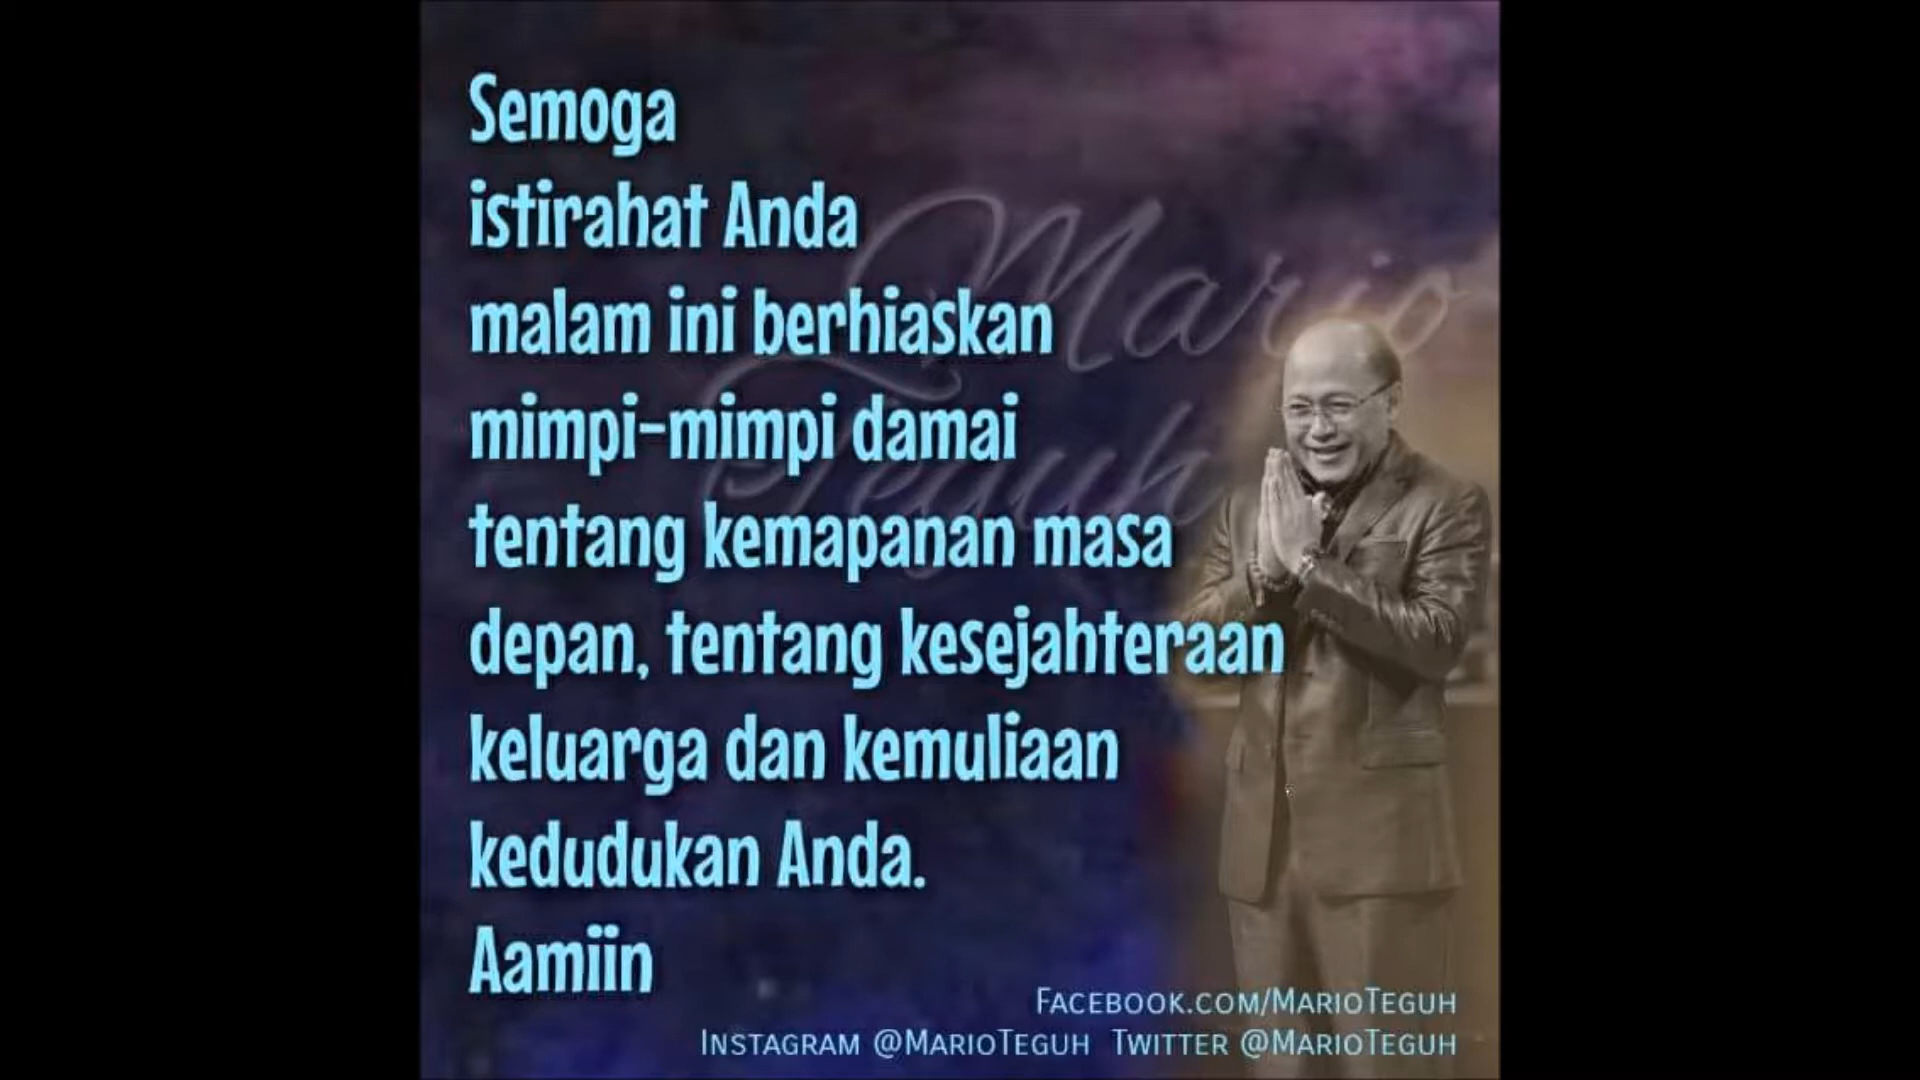 Semoga
istirahat Anda
malam ini berhiaskan
mimpi-mimpi damai
tentang kemapanan masa
depan, tentang kesejahteraan
keluarga dan kemuliaan
kedudukan Anda.
Aamiin
Mario
Teguh
FACEBOOK.COM/MARIOTEGUH
INSTAGRAM @MARIOTEGUH TWITTER @MARIOTEGUH